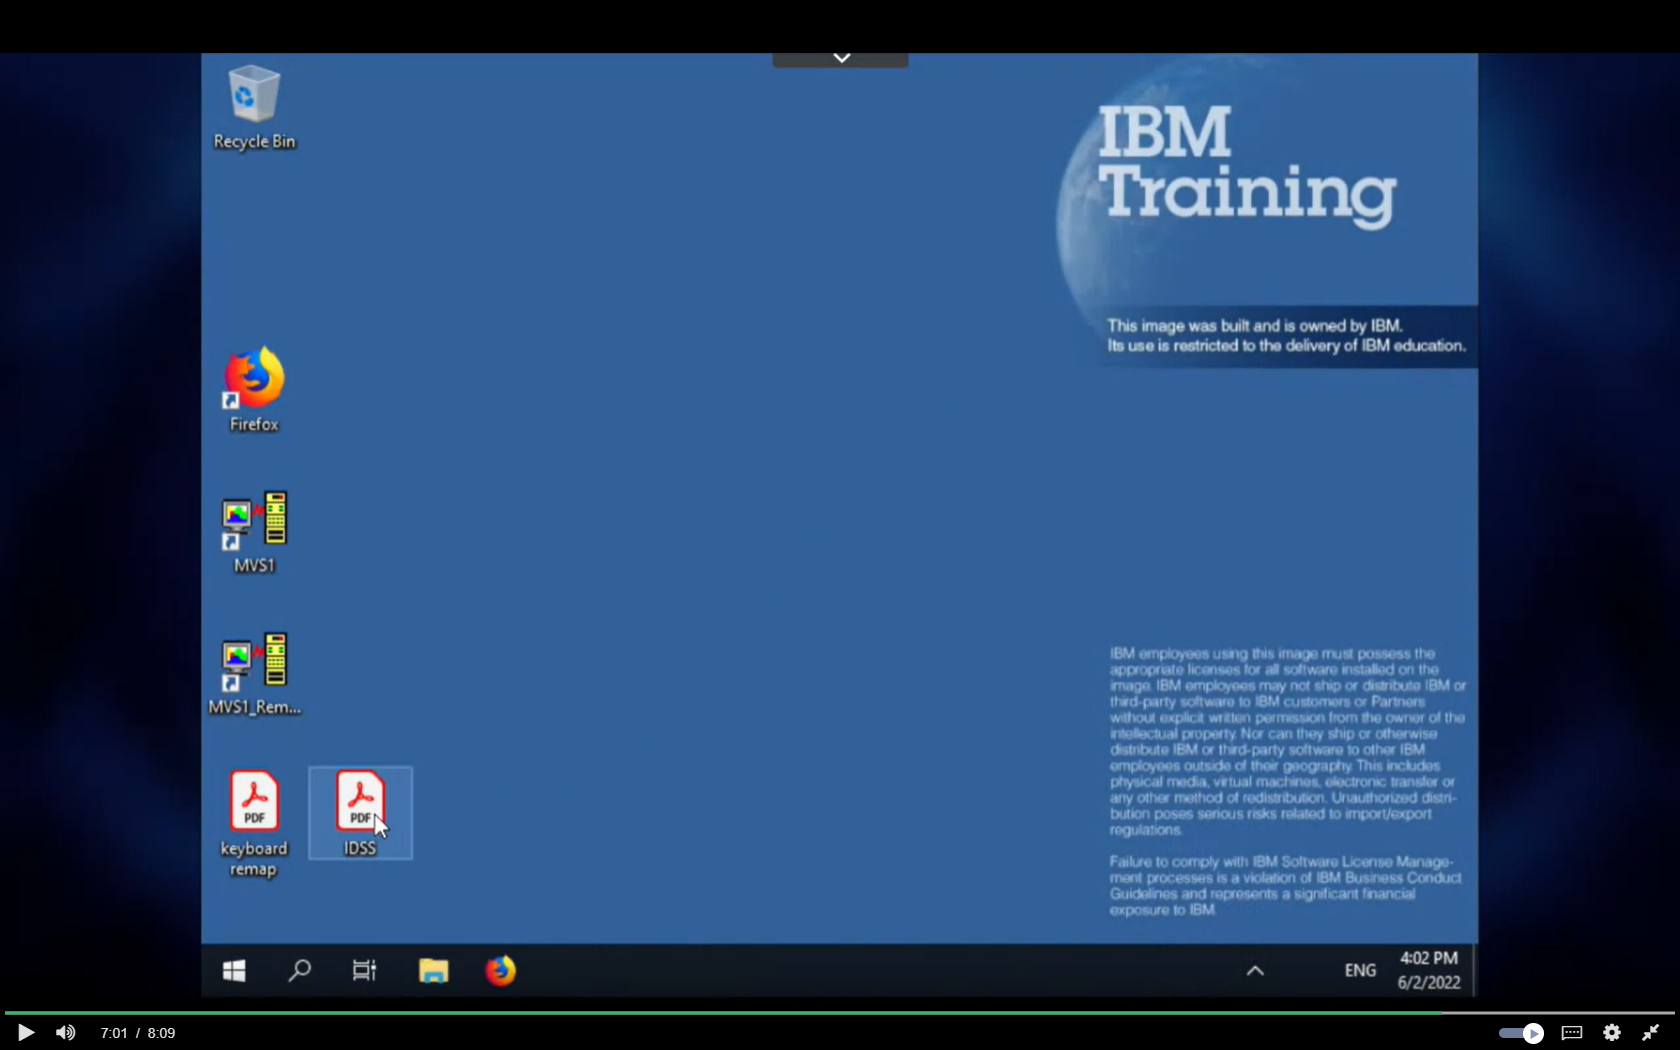 Recycle Bin
IBM
Training
This image was built and is owned by IBM.
Its use is restricted to the delivery of IBM education.
Firefox
MVS1
MVS1_Rem...
PDF
keyboard
remap
PDF
IDSS
IBM employees using this image must possess the
appropriate licenses for all software installed on the
image. IBM employees may not ship or distribute IBM or
third-party software to IBM customers or Partners
without explicit written permission from the owner of the
intellectual property. Nor can they ship or otherwise
distribute IBM or third-party software to other IBM
employees outside of their geography. This includes
physical media, virtual machines, electronic transfer or
any other method of redistribution. Unauthorized distri-
bution poses serious risks related to import/export
regulations.
Failure to comply with IBM Software License Manage-
ment processes is a violation of IBM Business Conduct
Guidelines and represents a significant financial
exposure to IBM.
ENG
4:02 PM
6/2/2022
7:01 / 8:09